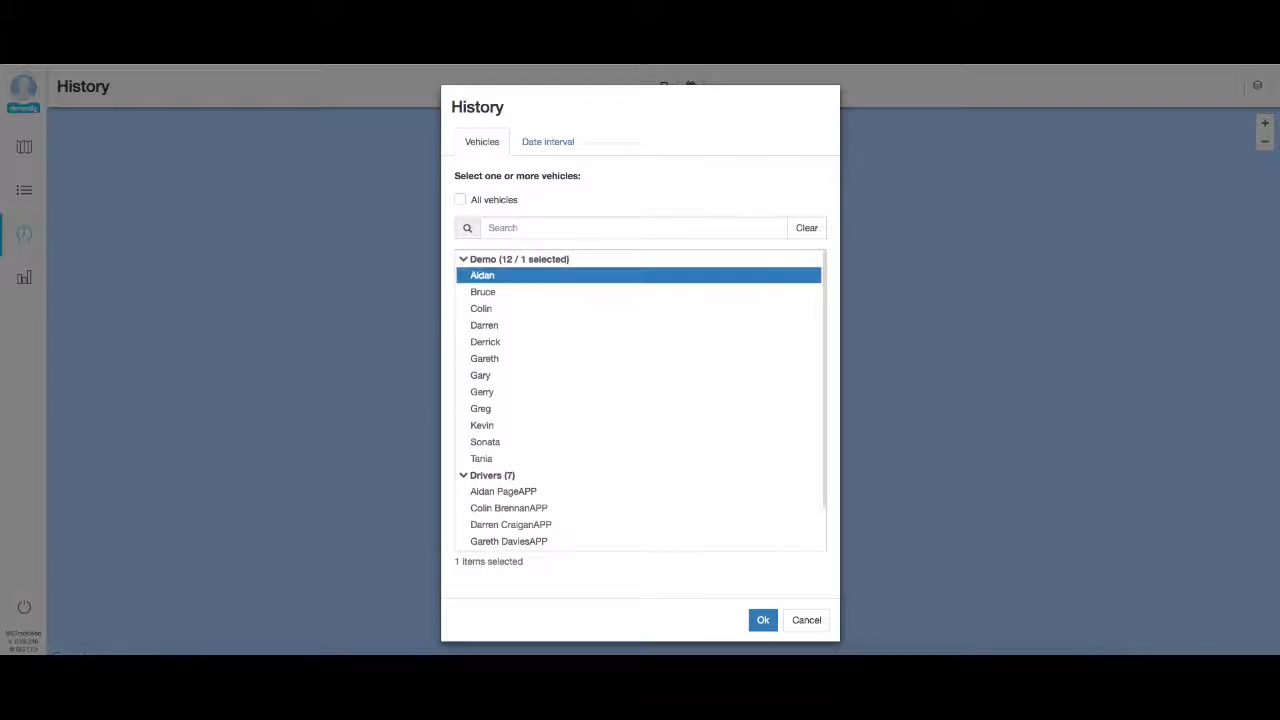 History
demo
History
Vehicles
Date interval
Select one or more vehicles:
All vehicles
Search
Clear
Demo (12 / 1 selected)
Aidan
Bruce
Colin
Darren
Derrick
Gareth
Gary
Gerry
Greg
Kevin
Sonata
Tania
Drivers (7)
Aidan PageAPP
Colin BrennanAPP
Darren CraiganAPP
Gareth DaviesAPP
1 items selected
Ok
Cancel